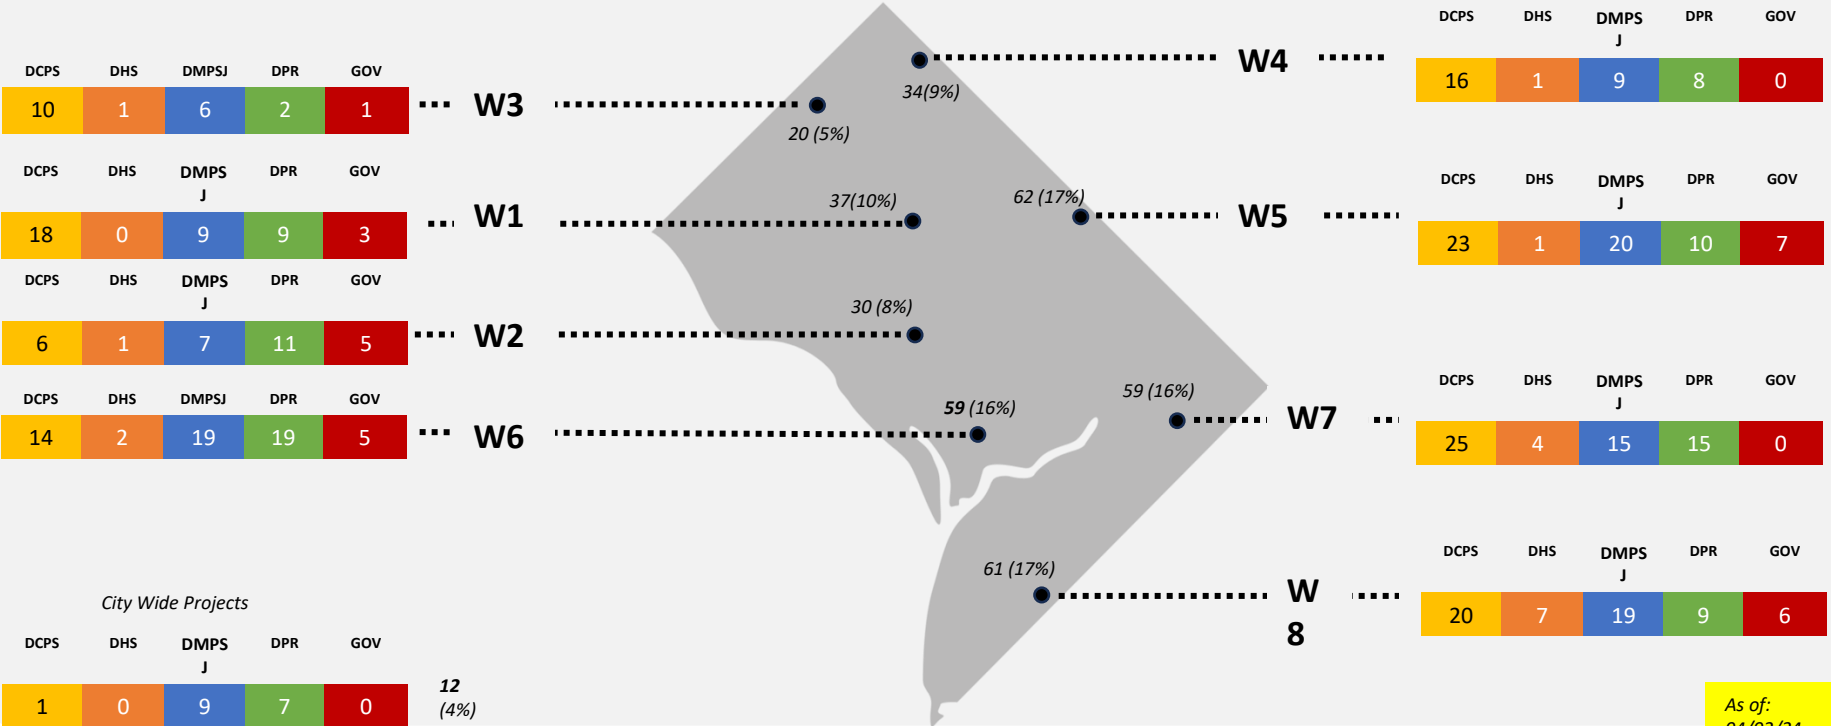 DCPS DHS DMPSJ DPR GOV
10 1 6 2 1
W3
20 (5%)
DCPS DHS DMPS J DPR GOV
18 0 9 9 3
W1
37(10%)
DCPS DHS DMPS J DPR GOV
6 1 7 11 5
W2
30 (8%)
DCPS DHS DMPSJ DPR GOV
14 2 19 19 5
W6
59 (16%)
City Wide Projects
DCPS DHS DMPS J DPR GOV
1 0 9 7 0
12
(4%)
DCPS DHS DMPS J DPR GOV
16 1 9 8 0
W4
34(9%)
DCPS DHS DMPS J DPR GOV
23 1 20 10 7
W5
62 (17%)
DCPS DHS DMPS J DPR GOV
25 4 15 15 0
W7
59 (16%)
DCPS DHS DMPS J DPR GOV
20 7 19 9 6
W
8
61 (17%)
As of: